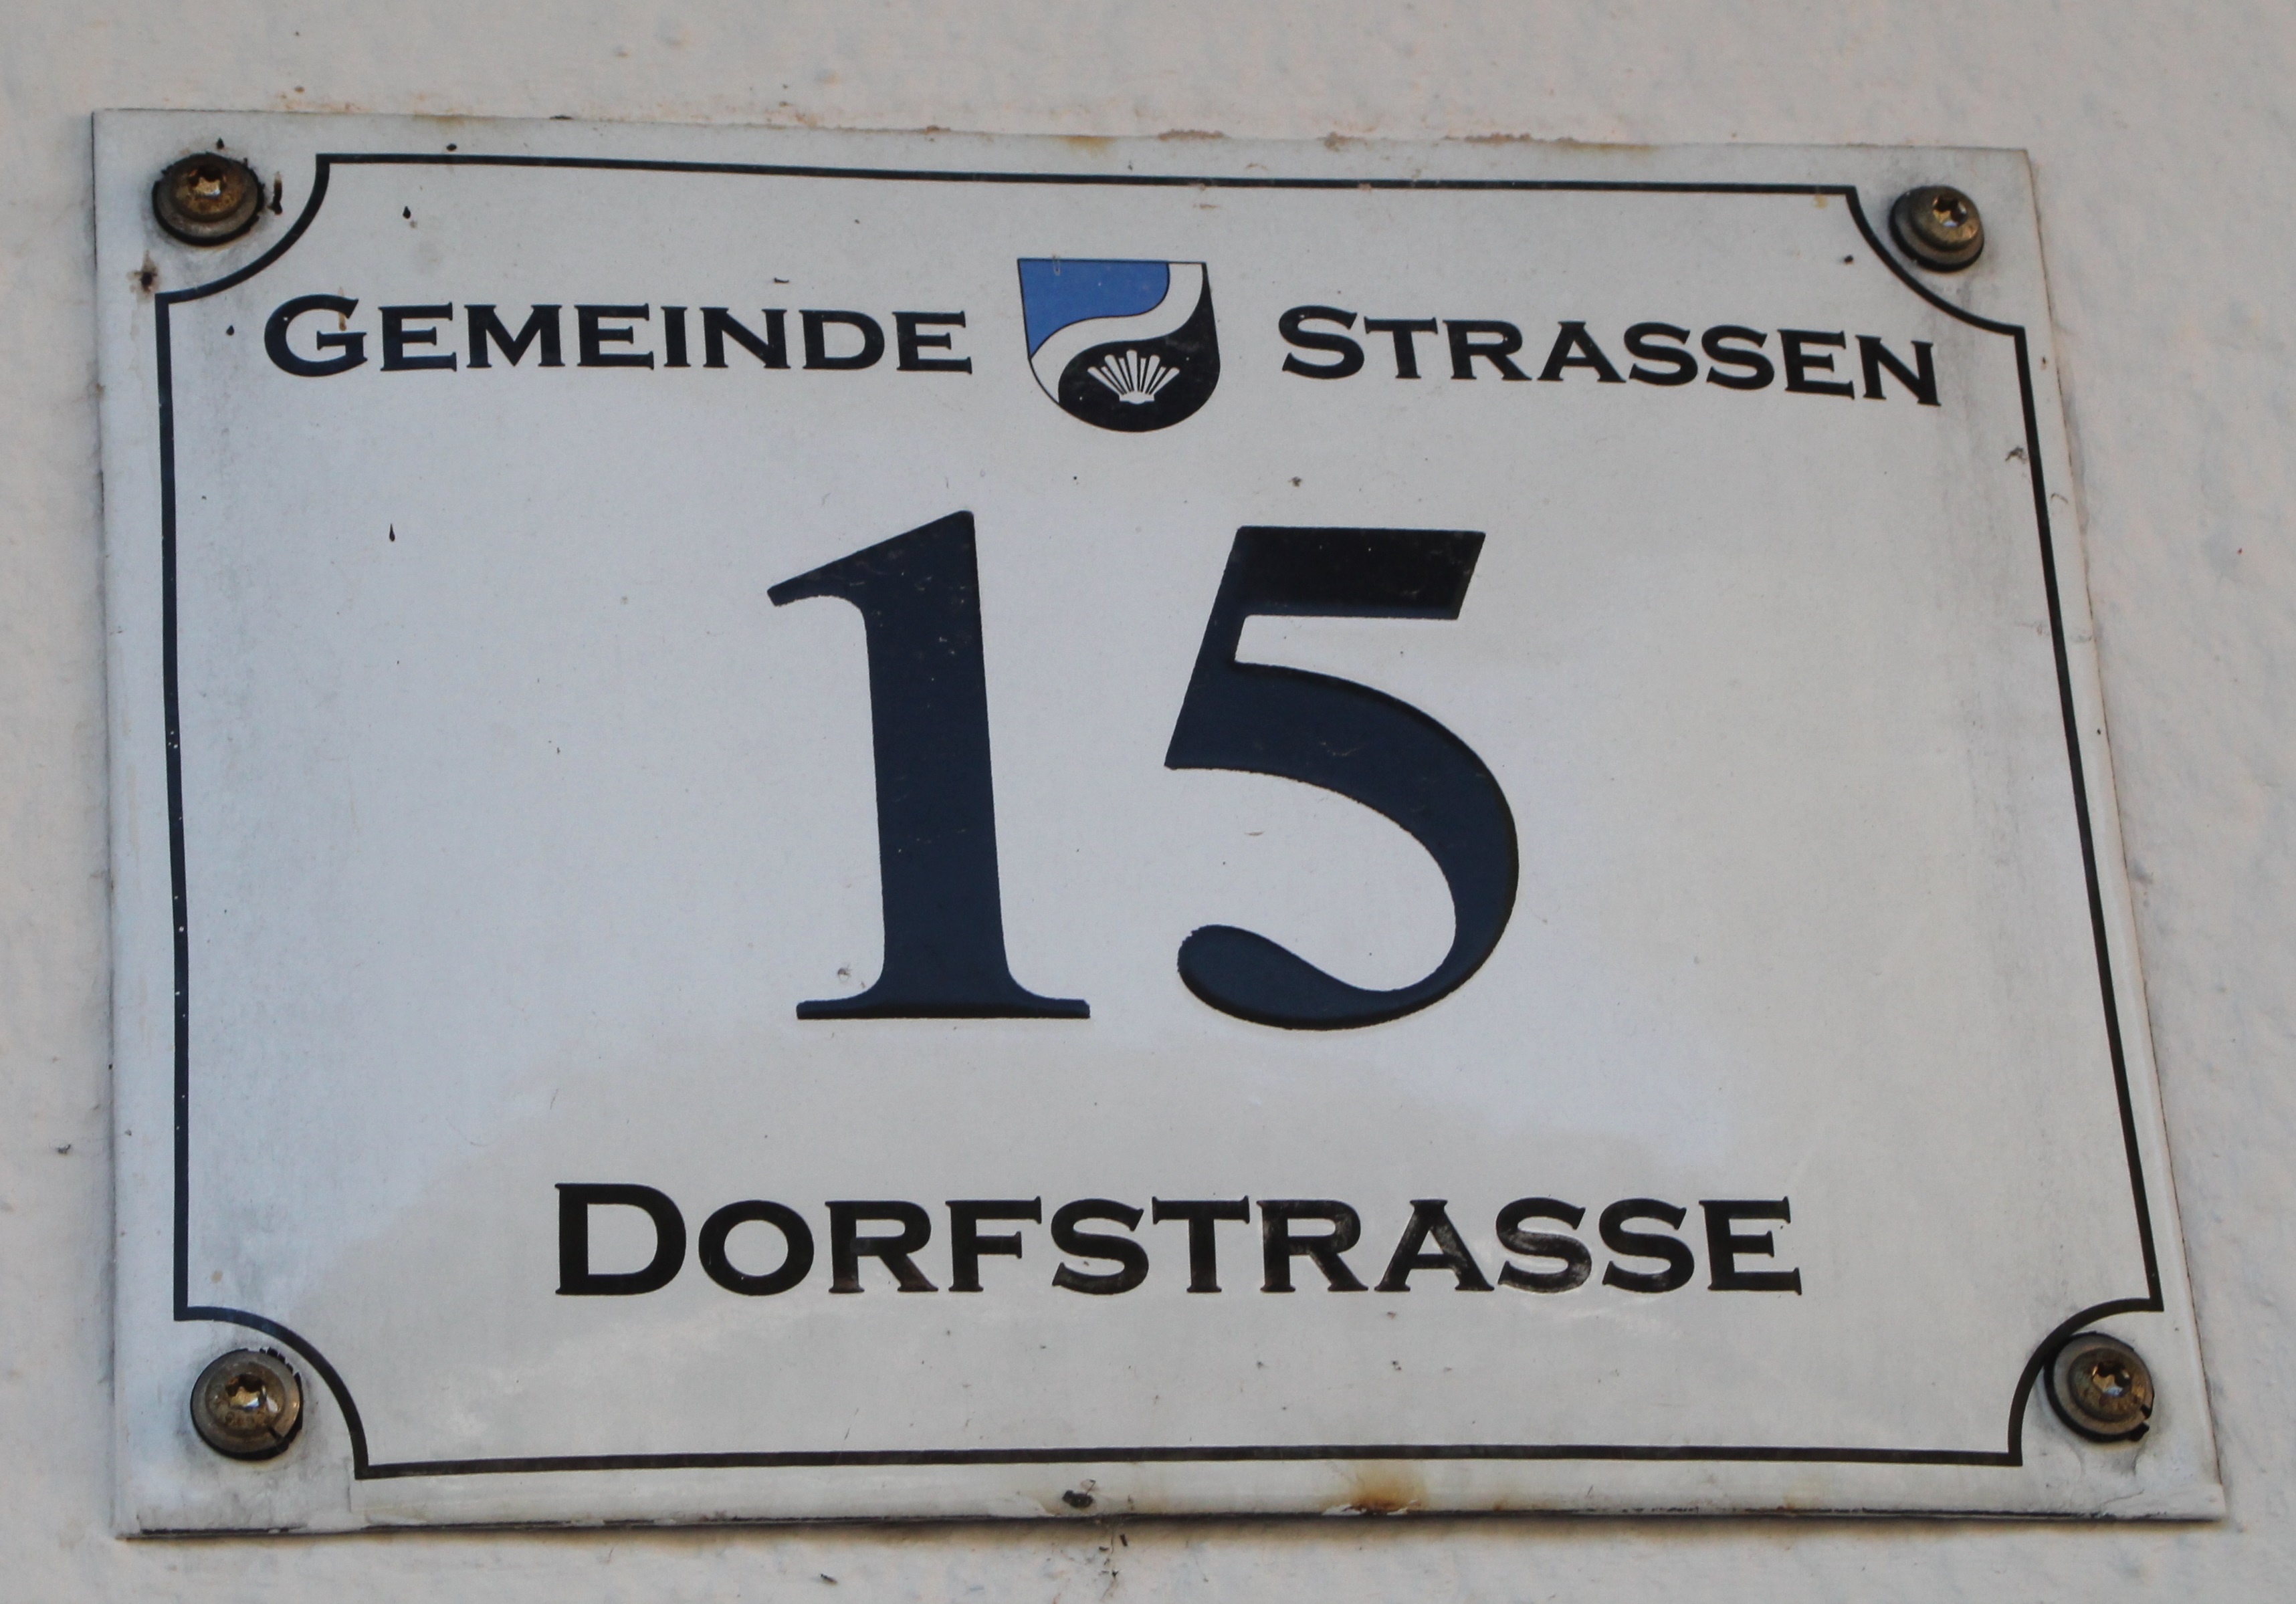 GEMEINDE STRASSEN
15
DORFSTRASSE